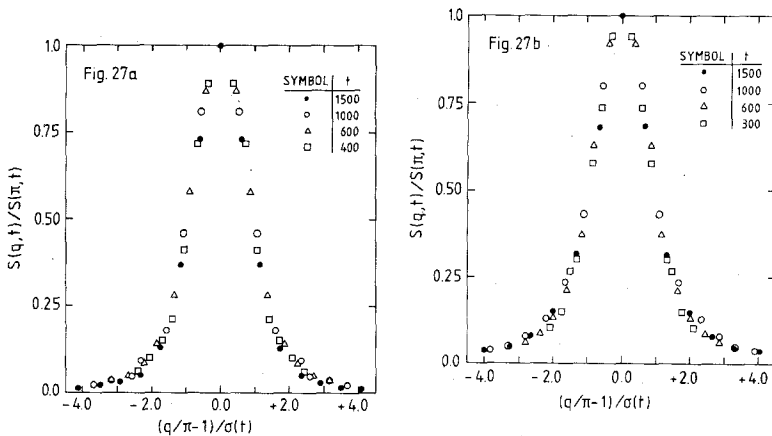 Fig. 27a
SYMBOL t
1500
1000
600
400
1.0
0.75
0.50
0.25
0.0
S(q,t)/S(π,t)
-4.0 -2.0 0.0 +2.0 +4.0
(q/π-1)/σ(t)
Fig. 27b
SYMBOL t
1500
1000
600
300
1.0
0.75
0.50
0.25
0.0
S(q,t)/S(π,t)
-4.0 -2.0 0.0 +2.0 +4.0
(q/π-1)/σ(t)